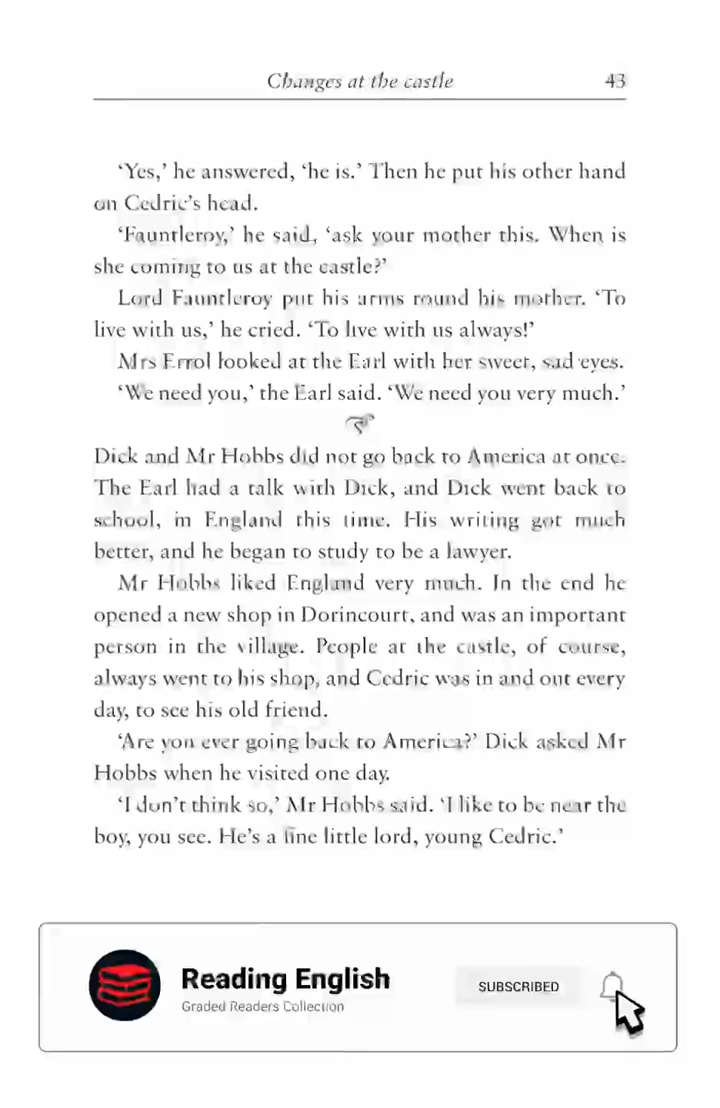 Changes at the castle 43
‘Yes,’ he answered, ‘he is.’ Then he put his other hand
on Cedric’s head.
‘Fauntleroy,’ he said, ‘ask your mother this. When is
she coming to us at the castle?’
Lord Fauntleroy put his arms round his mother. ‘To
live with us,’ he cried. ‘To live with us always!’
Mrs Errol looked at the Earl with her sweet, sad eyes.
‘We need you,’ the Earl said. ‘We need you very much.’
Dick and Mr Hobbs did not go back to America at once.
The Earl had a talk with Dick, and Dick went back to
school, in England this time. His writing got much
better, and he began to study to be a lawyer.
Mr Hobbs liked England very much. In the end he
opened a new shop in Dorincourt, and was an important
person in the village. People at the castle, of course,
always went to his shop, and Cedric was in and out every
day, to see his old friend.
‘Are you ever going back to America?’ Dick asked Mr
Hobbs when he visited one day.
‘I don’t think so,’ Mr Hobbs said. ‘I like to be near the
boy, you see. He’s a fine little lord, young Cedric.’
Reading English
SUBSCRIBED
Graded Readers Collection